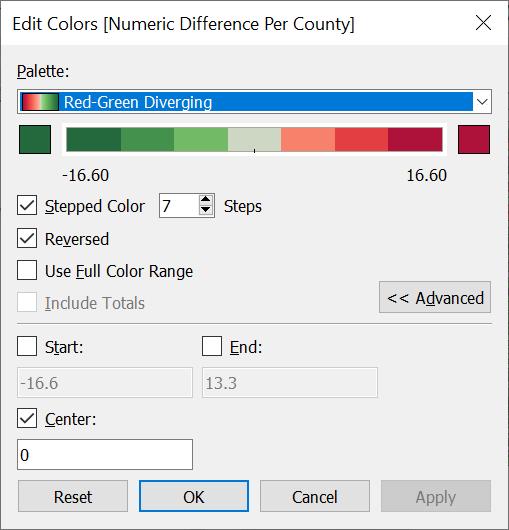 Edit Colors [Numeric Difference Per County]
Palette:
Red-Green Diverging
-16.60 16.60
Stepped Color 7 Steps
Reversed
Use Full Color Range
Include Totals << Advanced
Start: End:
-16.6 13.3
Center:
0
Reset OK Cancel Apply